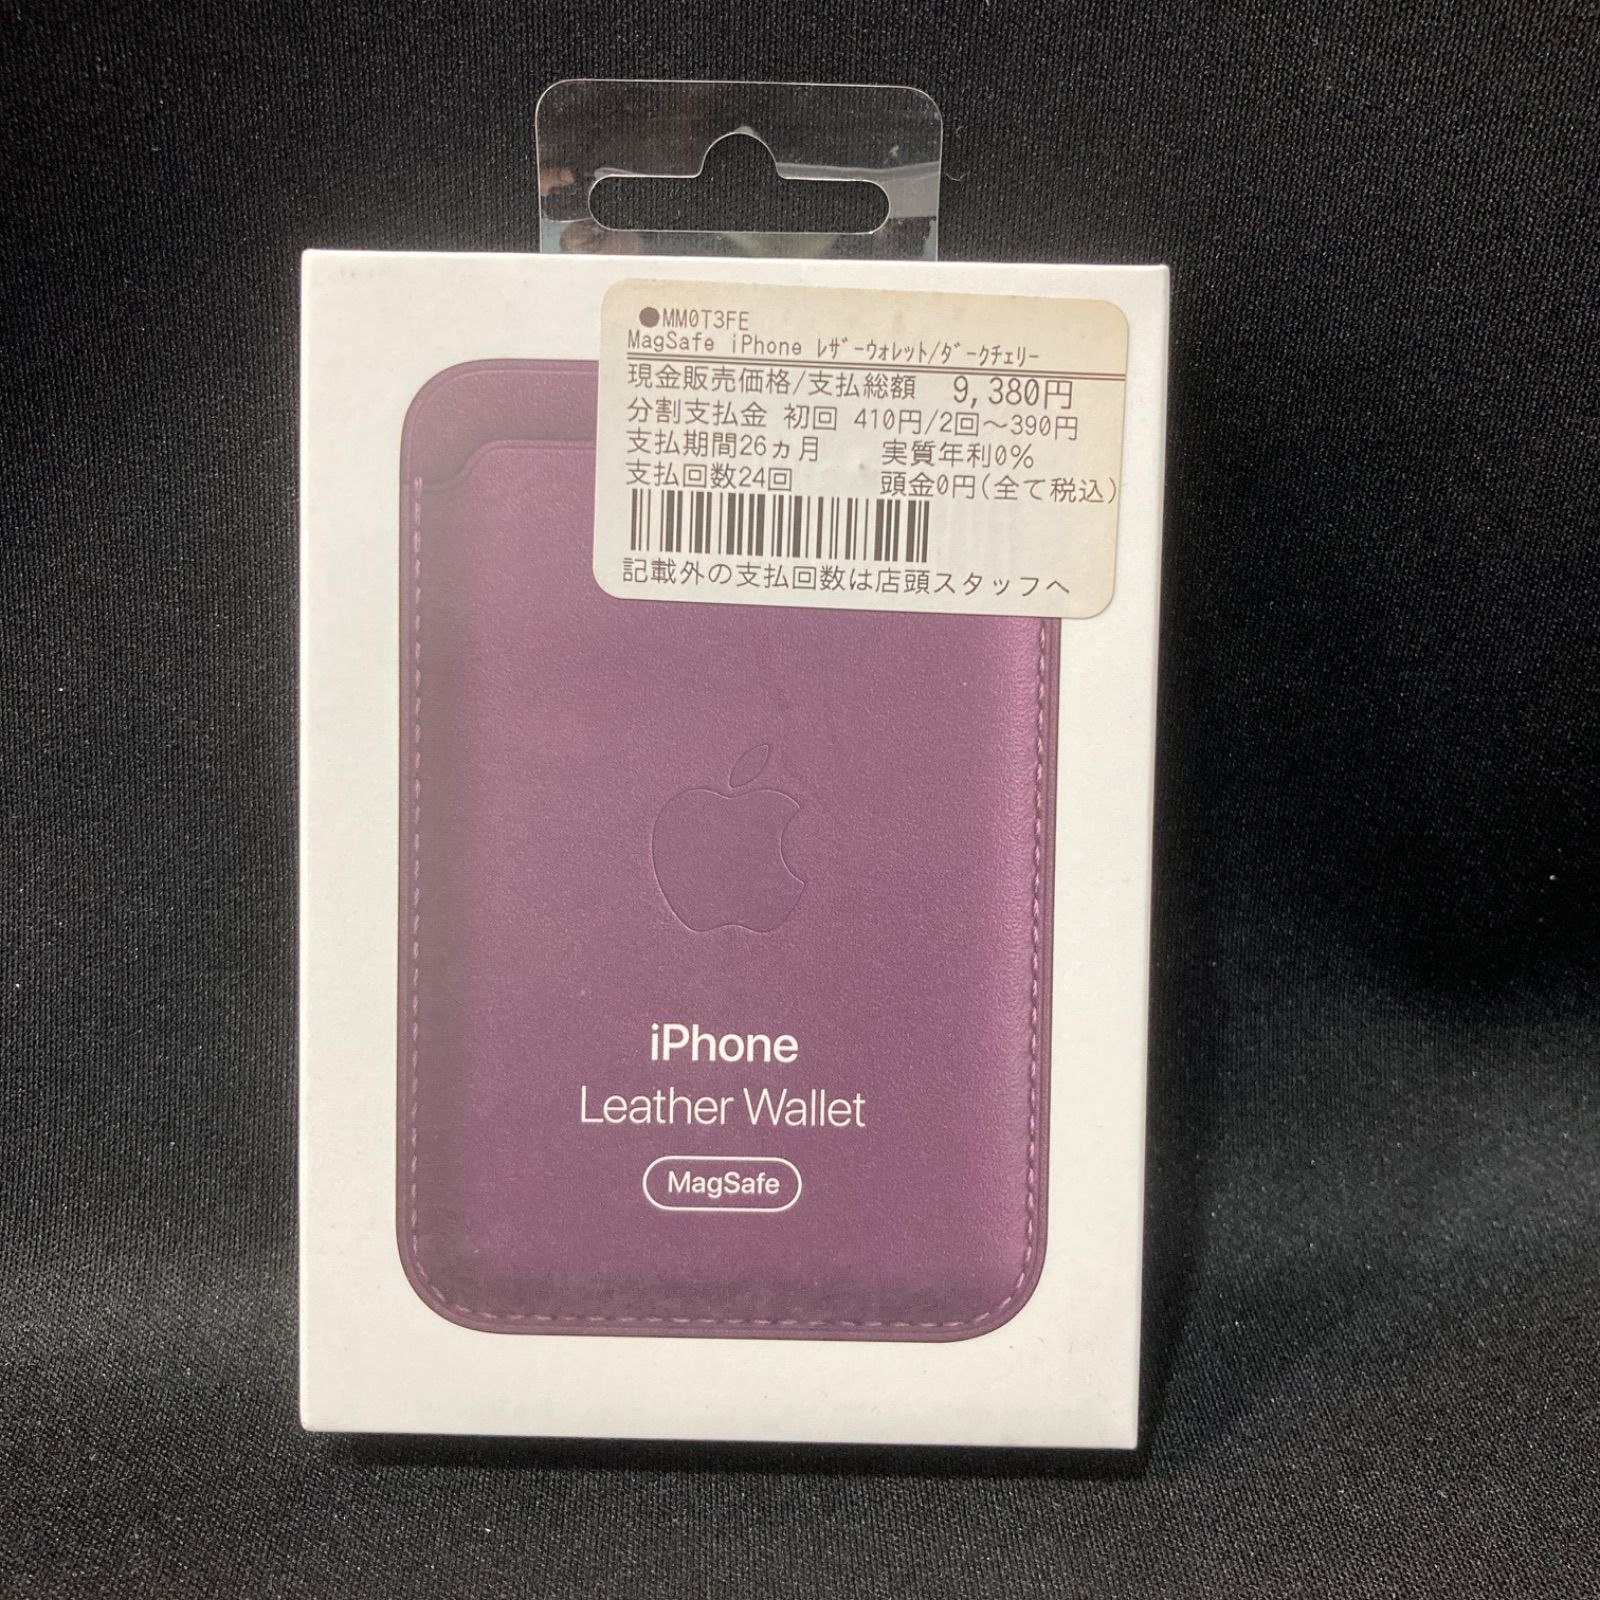 ●MM0T3FE
MagSafe iPhone ﾚｻﾞｰｳｫﾚｯﾄ/ﾀﾞｰｸﾁｪﾘｰ
現金販売価格/支払総額 9,380円
分割支払金 初回 410円/2回～390円
支払期間26ヵ月 実質年利0%
支払回数24回 頭金0円(全て税込)
記載外の支払回数は店頭スタッフへ
iPhone
Leather Wallet
MagSafe